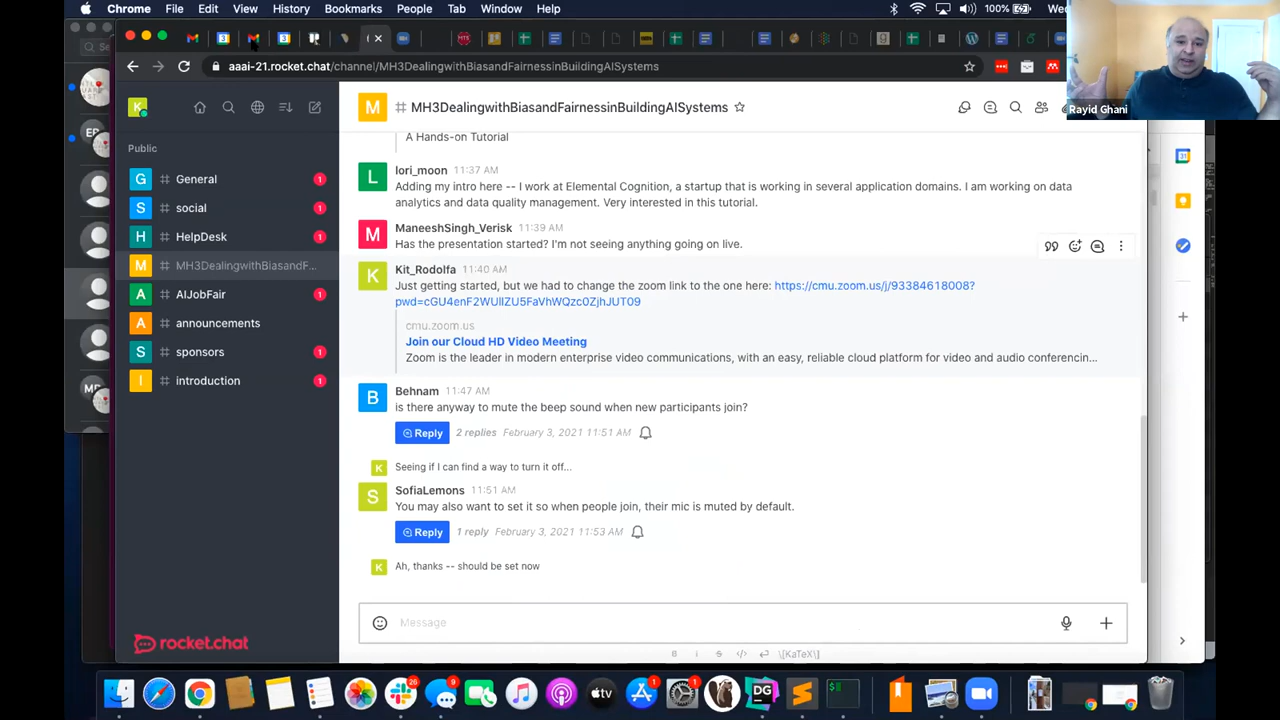 Chrome File Edit View History Bookmarks People Tab Window Help
100%
We
Rayid Ghani
aaai-21.rocket.chat/channel/MH3DealingwithBiasandFairnessinBuildingAISystems
M # MH3DealingwithBiasandFairnessinBuildingAISystems
Public
G # General 1
S # social 1
H # HelpDesk 1
M # MH3DealingwithBiasandF...
A # AIJobFair 1
A # announcements
S # sponsors 1
I # introduction 1
rocket.chat
A Hands-on Tutorial
L lori_moon 11:37 AM
Adding my intro here -- I work at Elemental Cognition, a startup that is working in several application domains. I am working on data
analytics and data quality management. Very interested in this tutorial.
M ManeeshSingh_Verisk 11:39 AM
Has the presentation started? I'm not seeing anything going on live.
K Kit_Rodolfa 11:40 AM
Just getting started, but we had to change the zoom link to the one here: https://cmu.zoom.us/j/93384618008?
cmu.zoom.us
Join our Cloud HD Video Meeting
Zoom is the leader in modern enterprise video communications, with an easy, reliable cloud platform for video and audio conferencin...
B Behnam 11:47 AM
is there anyway to mute the beep sound when new participants join?
Reply 2 replies February 3, 2021 11:51 AM
K Seeing if I can find a way to turn it off...
S SofiaLemons 11:51 AM
You may also want to set it so when people join, their mic is muted by default.
Reply 1 reply February 3, 2021 11:53 AM
K Ah, thanks -- should be set now
Message
B i S </> \[KaTeX\]